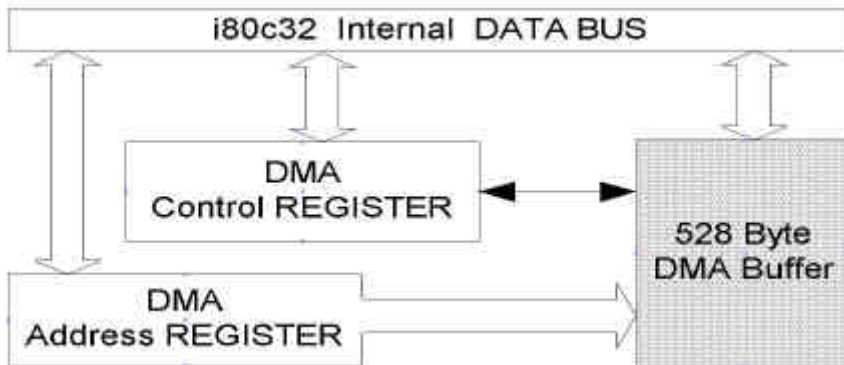 i80c32 Internal DATA BUS
DMA
Control REGISTER
528 Byte
DMA Buffer
DMA
Address REGISTER